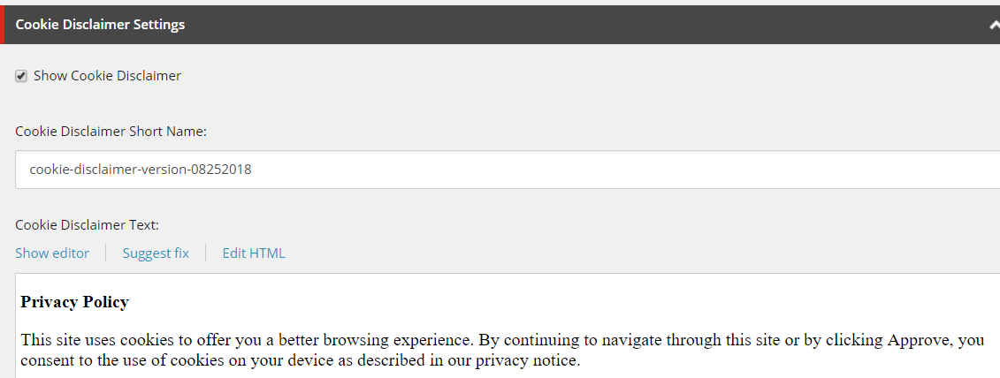 Cookie Disclaimer Settings
Show Cookie Disclaimer
Cookie Disclaimer Short Name:
cookie-disclaimer-version-08252018
Cookie Disclaimer Text:
Show editor Suggest fix Edit HTML
Privacy Policy
This site uses cookies to offer you a better browsing experience. By continuing to navigate through this site or by clicking Approve, you
consent to the use of cookies on your device as described in our privacy notice.